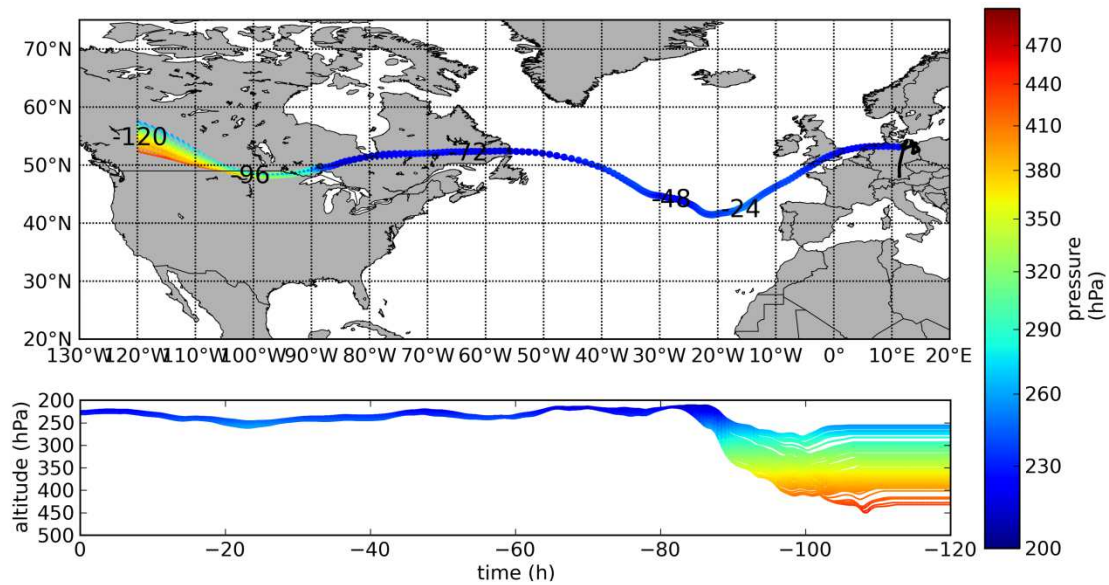 70°N
60°N
50°N
40°N
30°N
20°N
-120
-96
-72
-48
-24
130°W 120°W 110°W 100°W 90°W 80°W 70°W 60°W 50°W 40°W 30°W 20°W 10°W 0° 10°E 20°E
470
440
410
380
350
320
290
260
230
200
pressure
(hPa)
200
250
300
350
400
450
500
altitude (hPa)
0 −20 −40 −60 −80 −100 −120
time (h)